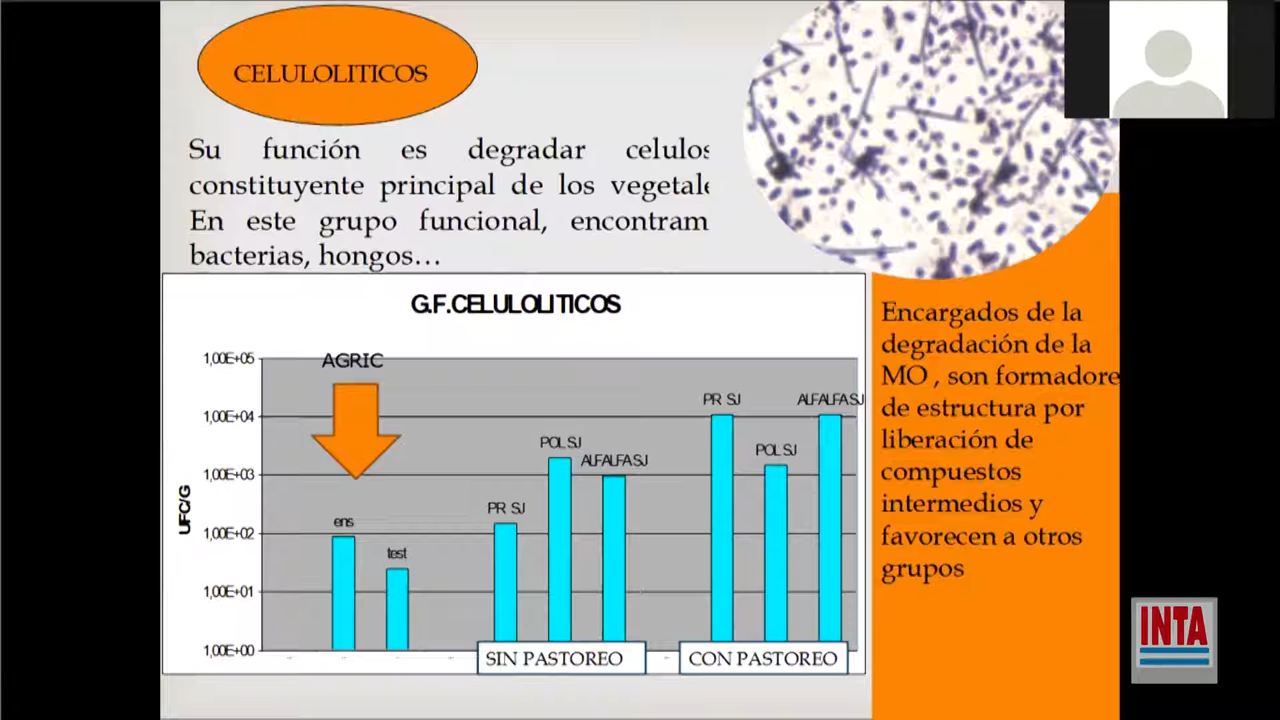 CELULOLITICOS
Su función es degradar celulos
constituyente principal de los vegetale
En este grupo funcional, encontram
bacterias, hongos…
G.F.CELULOLITICOS
AGRIC
1,00E+05
1,00E+04
1,00E+03
1,00E+02
1,00E+01
1,00E+00
UFC/G
ens
test
PR SJ
POL SJ
ALFALFA SJ
PR SJ
POL SJ
ALFALFA SJ
SIN PASTOREO
CON PASTOREO
Encargados de la
degradación de la
MO , son formadore
de estructura por
liberación de
compuestos
intermedios y
favorecen a otros
grupos
INTA